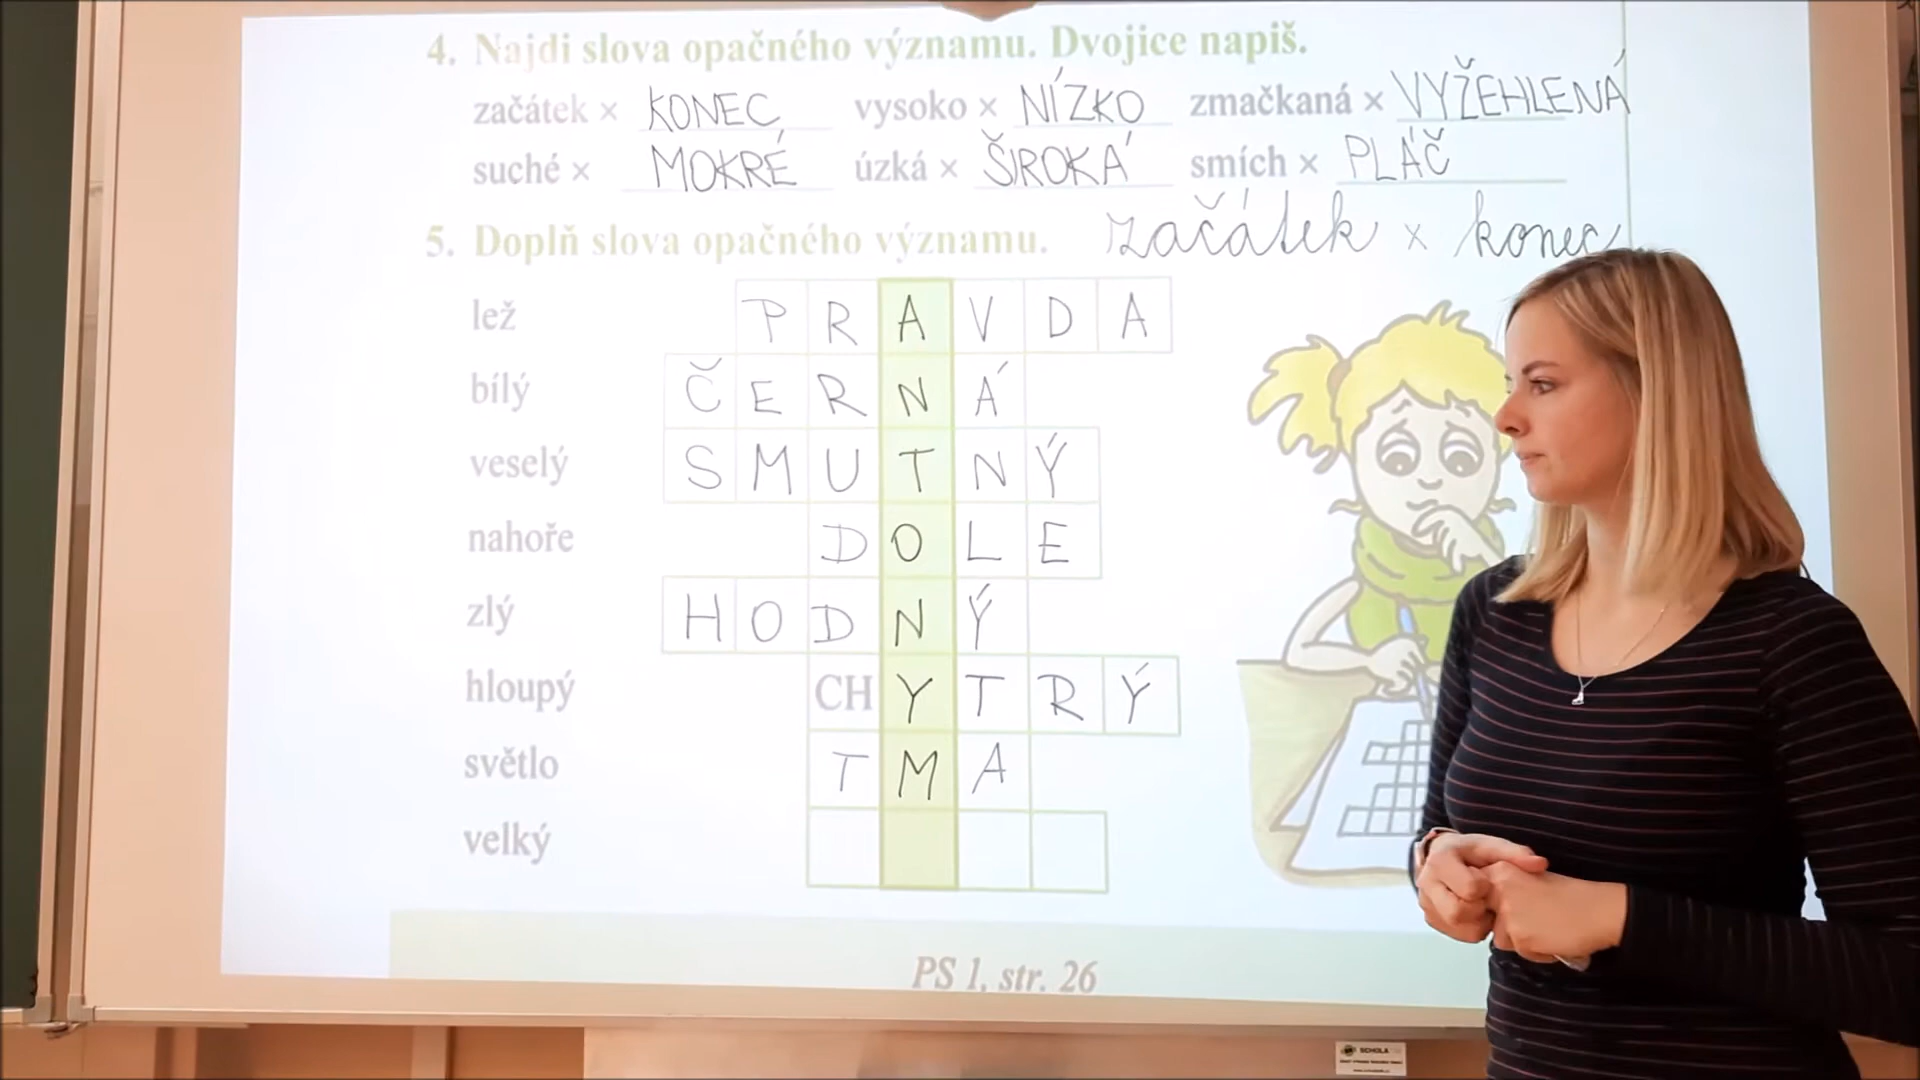 4. Najdi slova opačného významu. Dvojice napiš.
začátek × KONEC vysoko × NÍZKO zmačkaná × VYŽEHLENÁ
suché × MOKRÉ úzká × ŠIROKÁ smích × PLÁČ
5. Doplň slova opačného významu. začátek × konec
lež PRAVDA
bílý ČERNÁ
veselý SMUTNÝ
nahoře DOLE
zlý HODNÝ
hloupý CHYTRÝ
světlo TMA
velký
PS 1, str. 26
SCHOLA